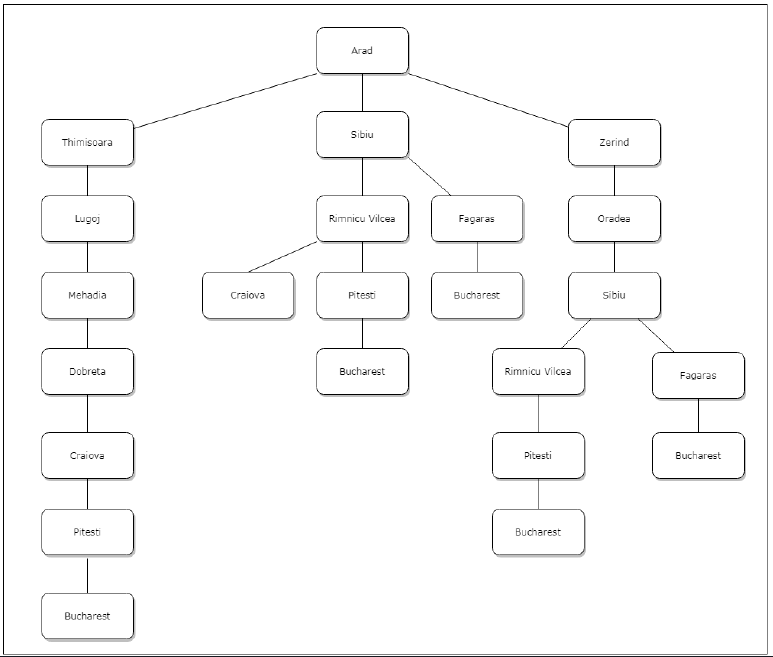 Arad
Thimisoara
Sibiu
Zerind
Lugoj
Rimnicu Vilcea
Fagaras
Oradea
Mehadia
Craiova
Pitesti
Bucharest
Sibiu
Dobreta
Bucharest
Rimnicu Vilcea
Fagaras
Craiova
Pitesti
Bucharest
Pitesti
Bucharest
Bucharest